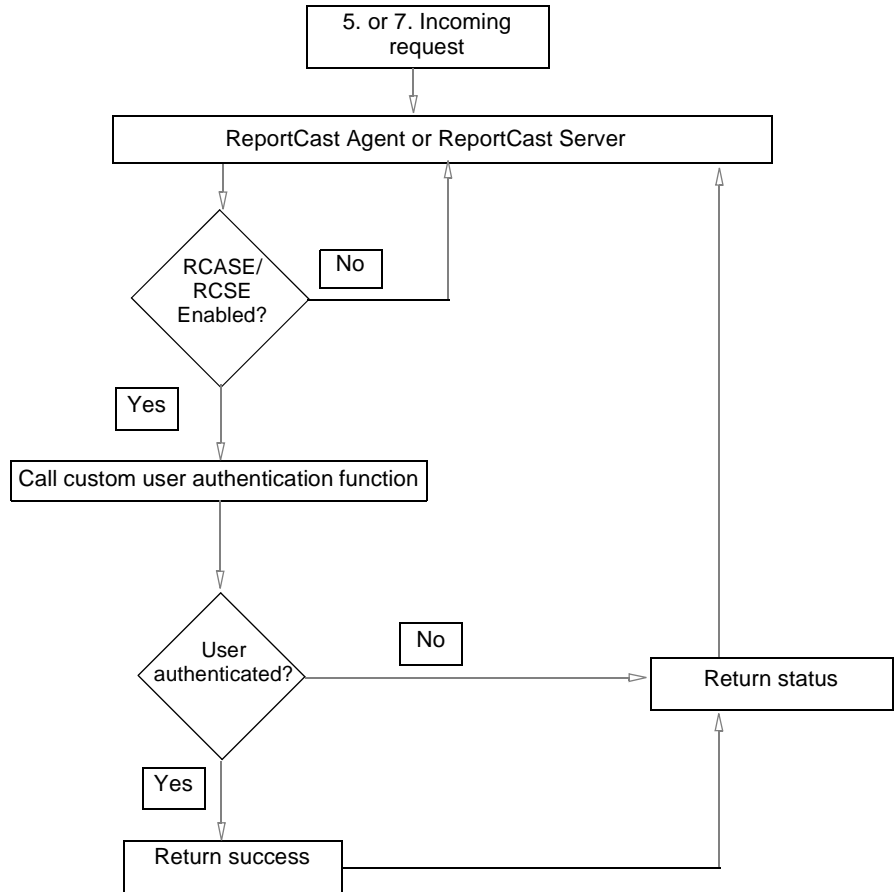 5. or 7. Incoming
request
ReportCast Agent or ReportCast Server
RCASE/
RCSE
Enabled?
No
Yes
Call custom user authentication function
User
authenticated?
No
Return status
Yes
Return success